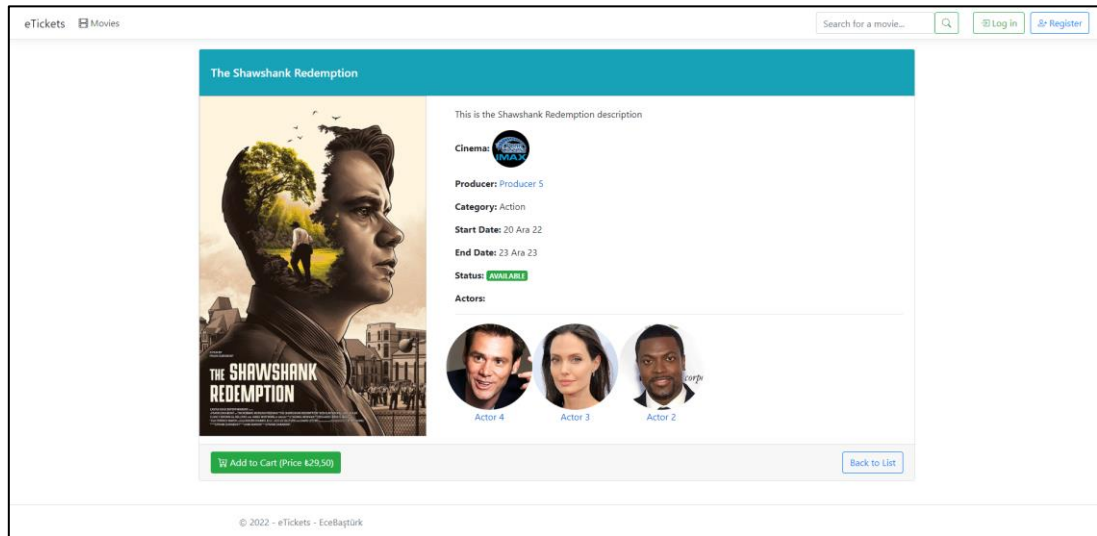 eTickets Movies Search for a movie... Log in Register
The Shawshank Redemption
This is the Shawshank Redemption description
Cinema: IMAX
Producer: Producer 5
Category: Action
Start Date: 20 Ara 22
End Date: 23 Ara 23
Status: AVAILABLE
Actors:
THE SHAWSHANK
REDEMPTION
Actor 4 Actor 3 Actor 2
Add to Cart (Price ₺29,50) Back to List
© 2022 - eTickets - EceBaştürk